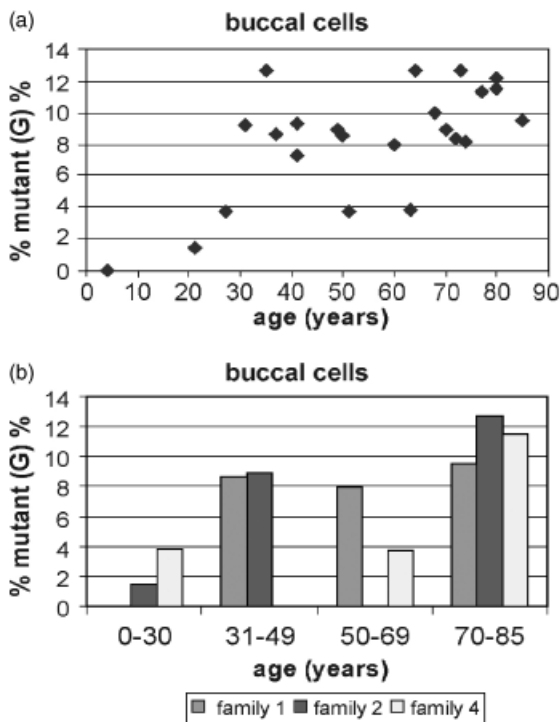 (a)
buccal cells
% mutant (G) %
14
12
10
8
6
4
2
0
0 10 20 30 40 50 60 70 80 90
age (years)
(b)
buccal cells
% mutant (G) %
14
12
10
8
6
4
2
0
0-30 31-49 50-69 70-85
age (years)
family 1 family 2 family 4